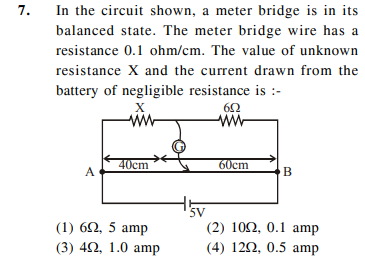 7. In the circuit shown, a meter bridge is in its
balanced state. The meter bridge wire has a
resistance 0.1 ohm/cm. The value of unknown
resistance X and the current drawn from the
battery of negligible resistance is :-
X 6Ω
G
40cm 60cm
A B
5V
(1) 6Ω, 5 amp (2) 10Ω, 0.1 amp
(3) 4Ω, 1.0 amp (4) 12Ω, 0.5 amp